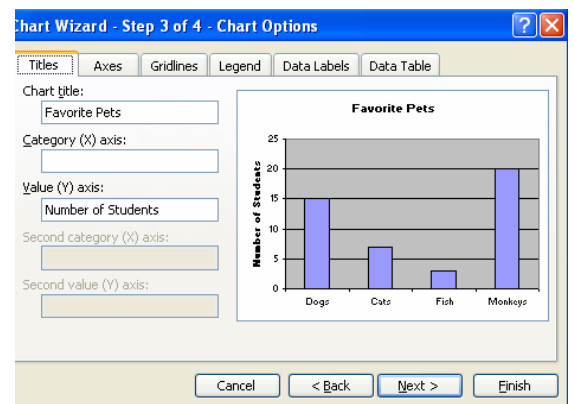 Chart Wizard - Step 3 of 4 - Chart Options
Titles Axes Gridlines Legend Data Labels Data Table
Chart title:
Favorite Pets
Category (X) axis:
Value (Y) axis:
Number of Students
Second category (X) axis:
Second value (Y) axis:
Favorite Pets
Number of Students
25
20
15
10
5
0
Dogs Cats Fish Monkeys
Cancel < Back Next > Finish